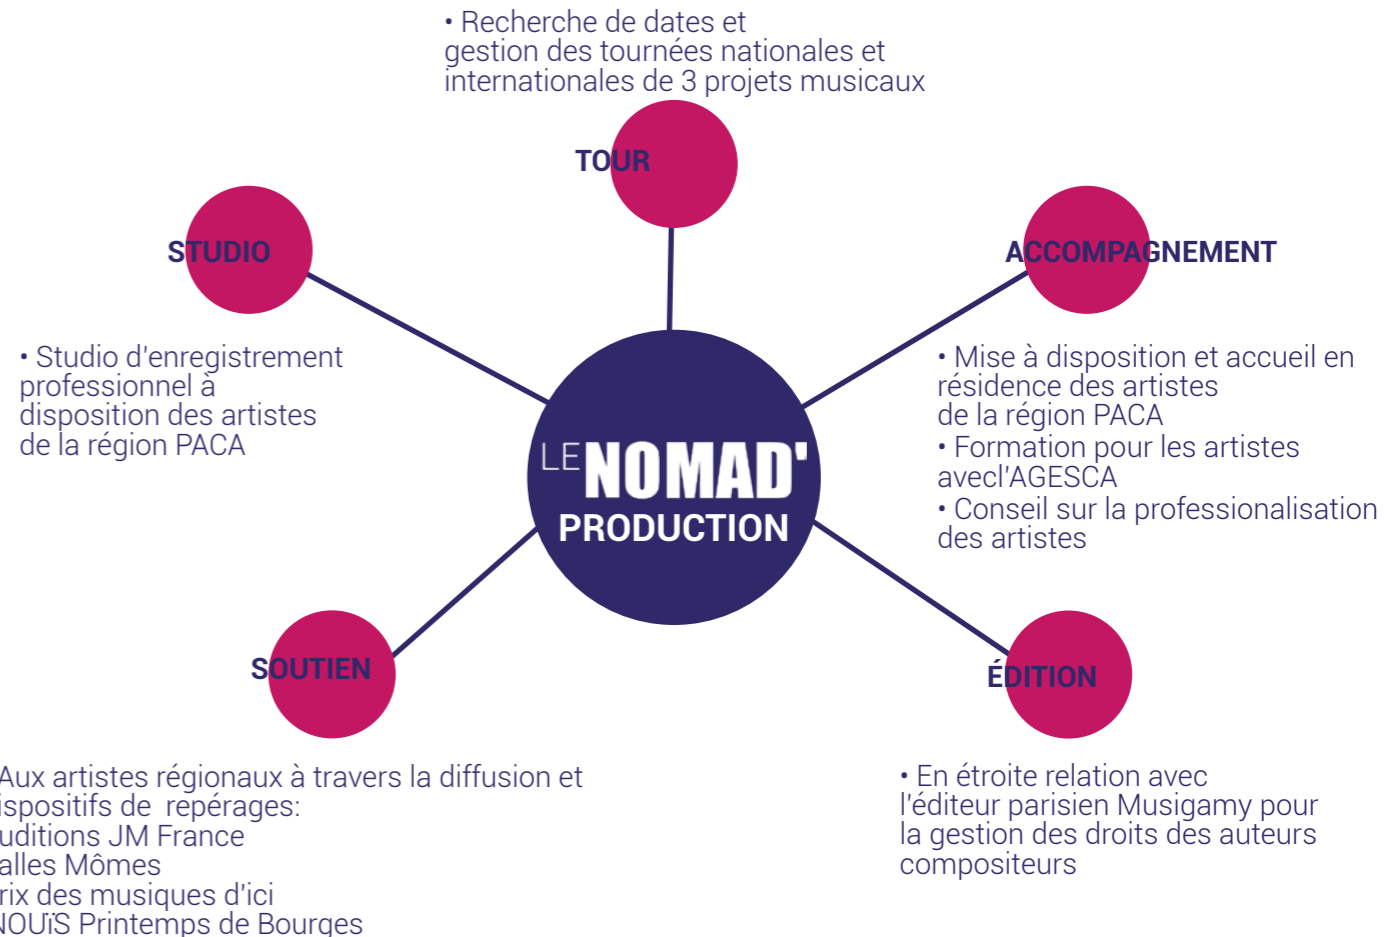 • Recherche de dates et
gestion des tournées nationales et
internationales de 3 projets musicaux
TOUR
STUDIO
ACCOMPAGNEMENT
• Studio d'enregistrement
professionnel à
disposition des artistes
de la région PACA
• Mise à disposition et accueil en
résidence des artistes
de la région PACA
• Formation pour les artistes
avecl'AGESCA
• Conseil sur la professionalisation
des artistes
LE NOMAD'
PRODUCTION
SOUTIEN
ÉDITION
Aux artistes régionaux à travers la diffusion et
ispositifs de repérages:
uditions JM France
alles Mômes
rix des musiques d'ici
NOUïS Printemps de Bourges
• En étroite relation avec
l'éditeur parisien Musigamy pour
la gestion des droits des auteurs
compositeurs